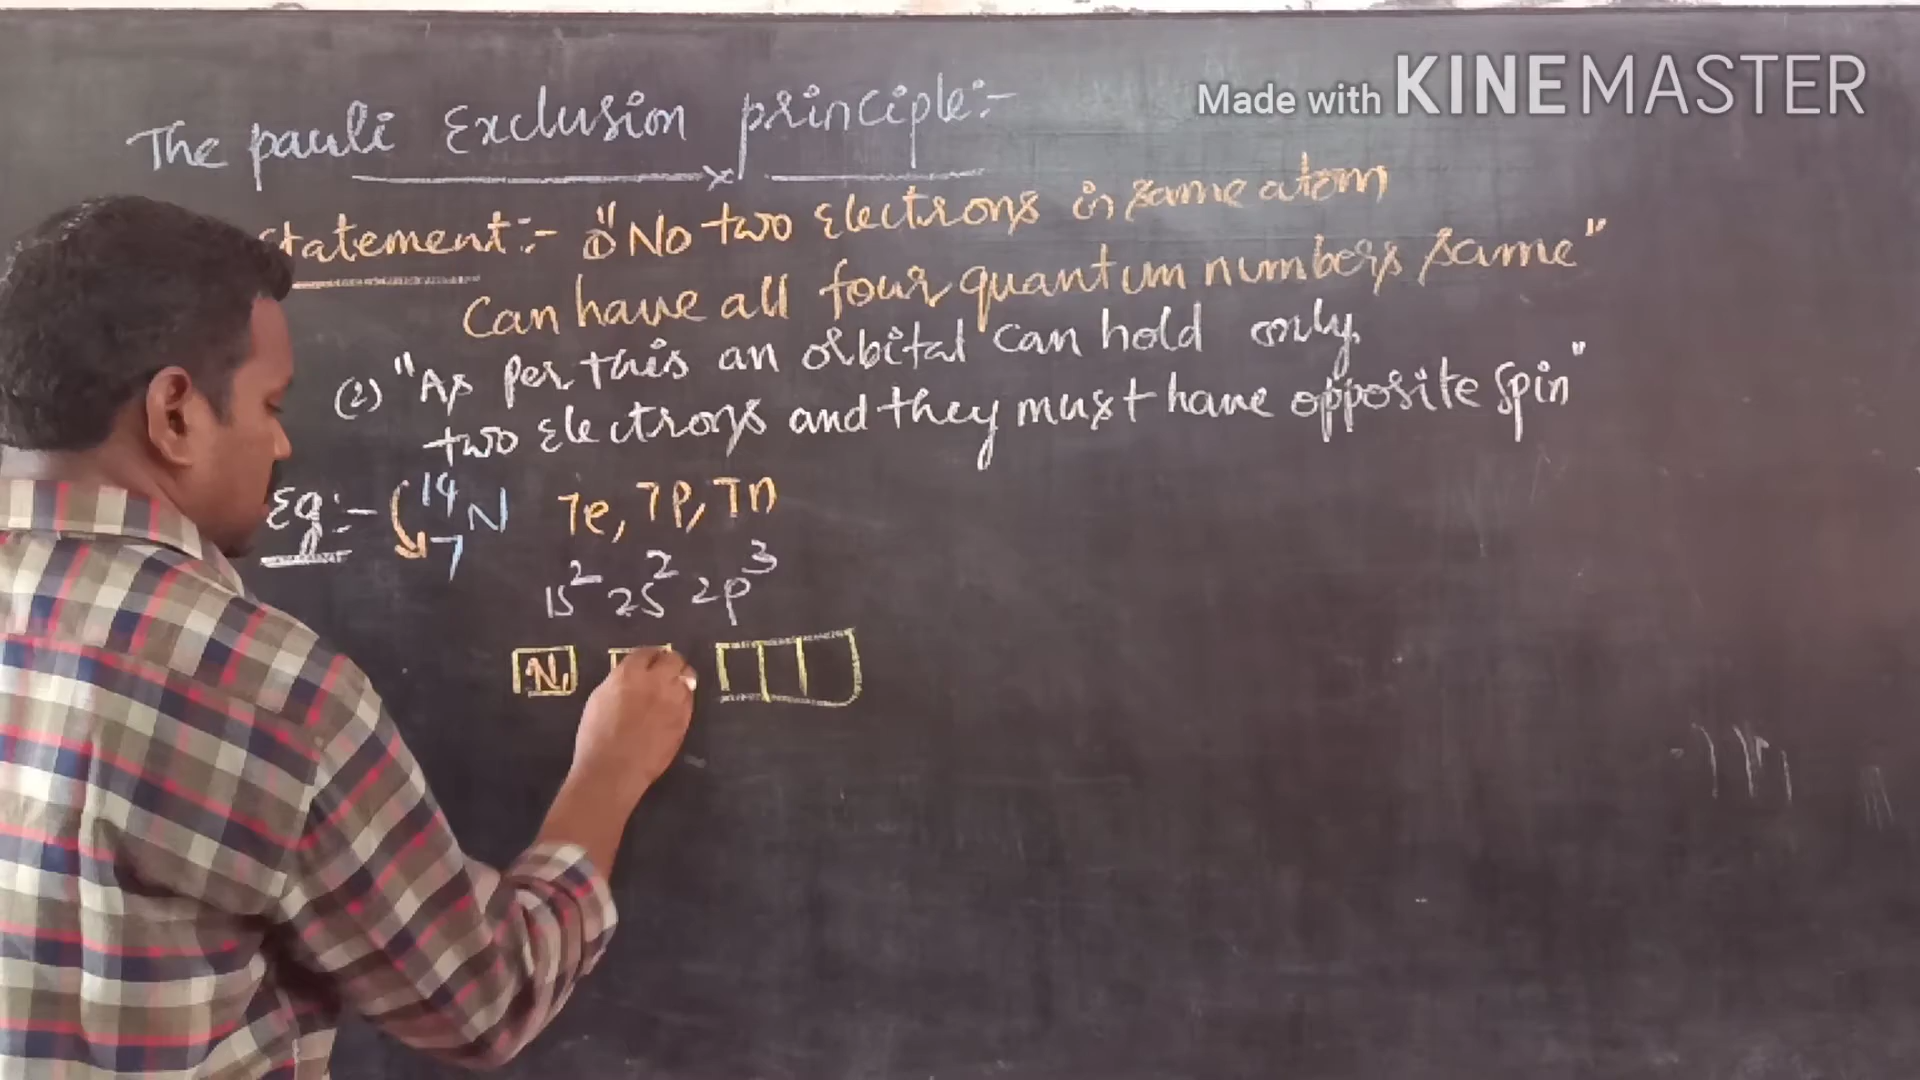 Made with KINEMASTER
The pauli Exclusion principle:-
Statement:- ① "No two Electrons in same atom
Can have all four quantum numbers same"
(2) "As per this an orbital can hold only
two Electrons and they must have opposite spin"
Eg:- ¹⁴₇N 7e, 7p, 7n
1s² 2s² 2p³